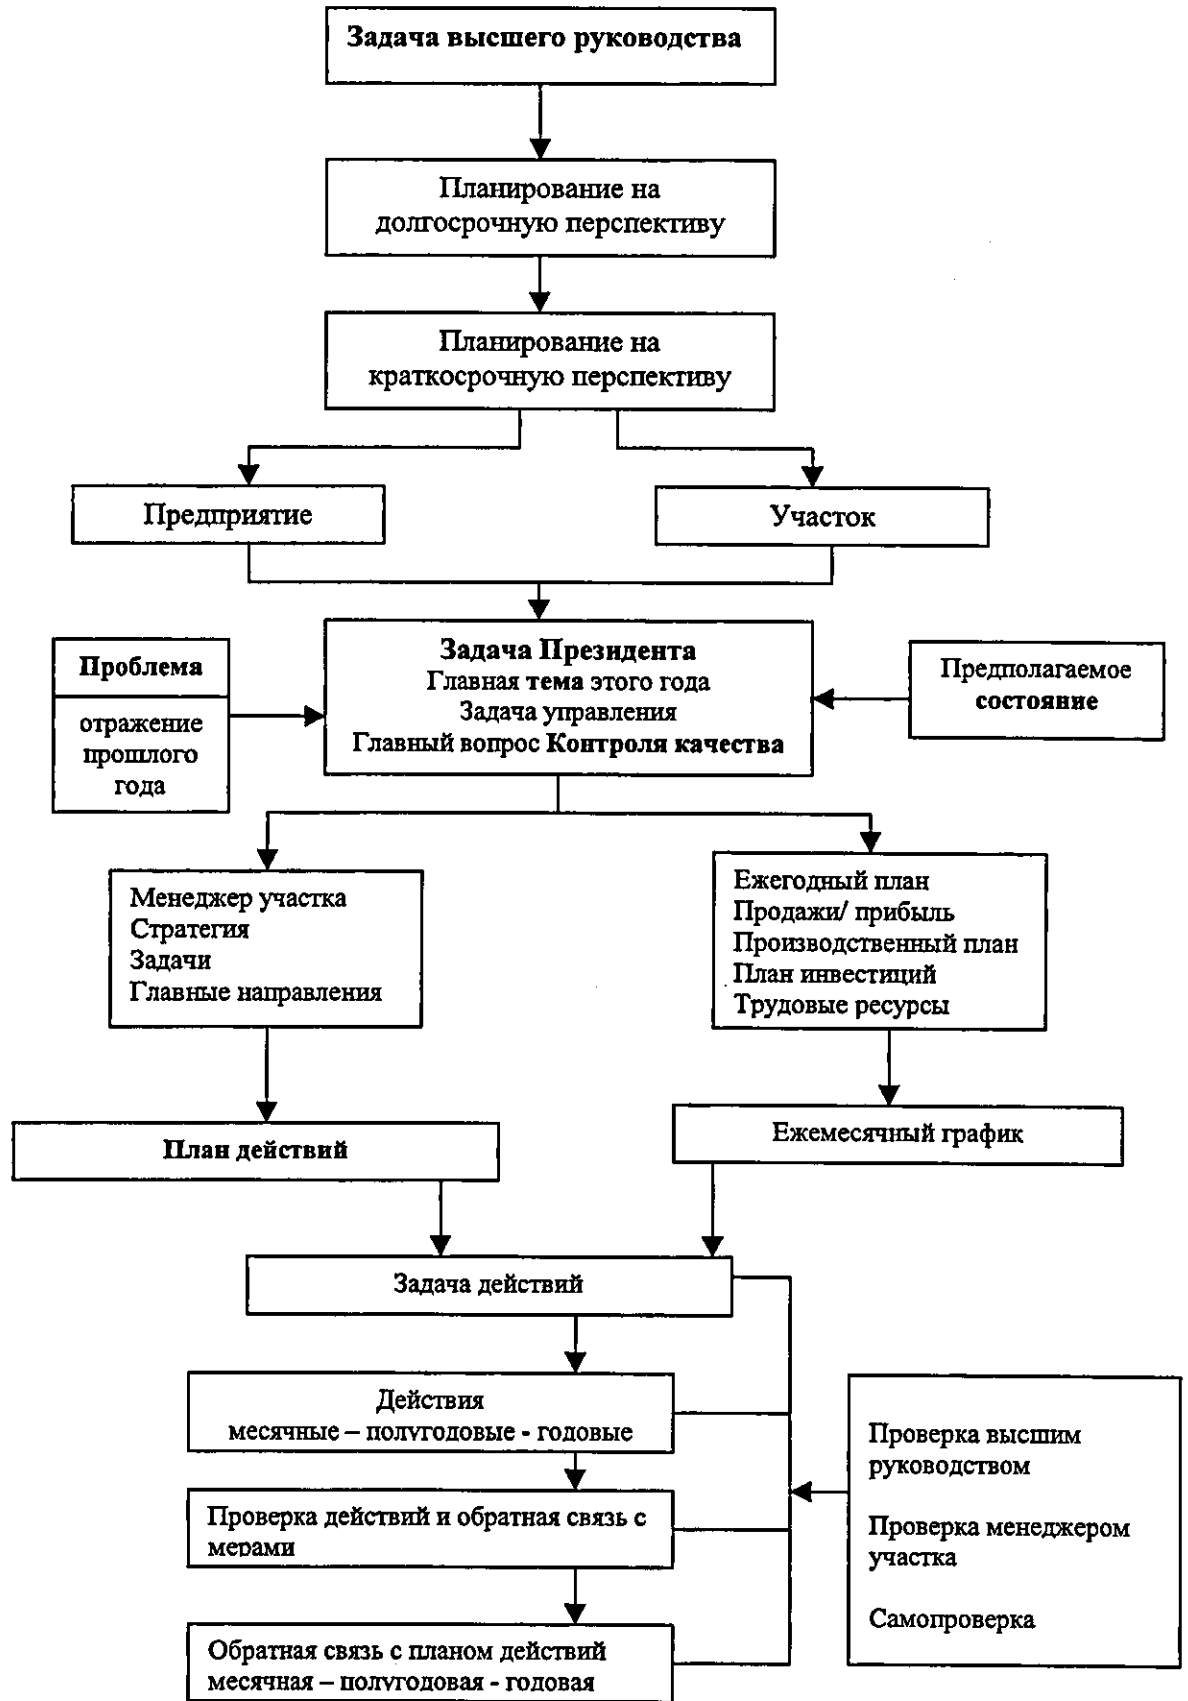 Задача высшего руководства
Планирование на
долгосрочную перспективу
Планирование на
краткосрочную перспективу
Предприятие
Участок
Проблема
отражение
прошлого
года
Задача Президента
Главная тема этого года
Задача управления
Главный вопрос Контроля качества
Предполагаемое
состояние
Менеджер участка
Стратегия
Задачи
Главные направления
Ежегодный план
Продажи/ прибыль
Производственный план
План инвестиций
Трудовые ресурсы
План действий
Ежемесячный график
Задача действий
Действия
месячные – полугодовые - годовые
Проверка действий и обратная связь с
мерами
Обратная связь с планом действий
месячная – полугодовая - годовая
Проверка высшим
руководством
Проверка менеджером
участка
Самопроверка